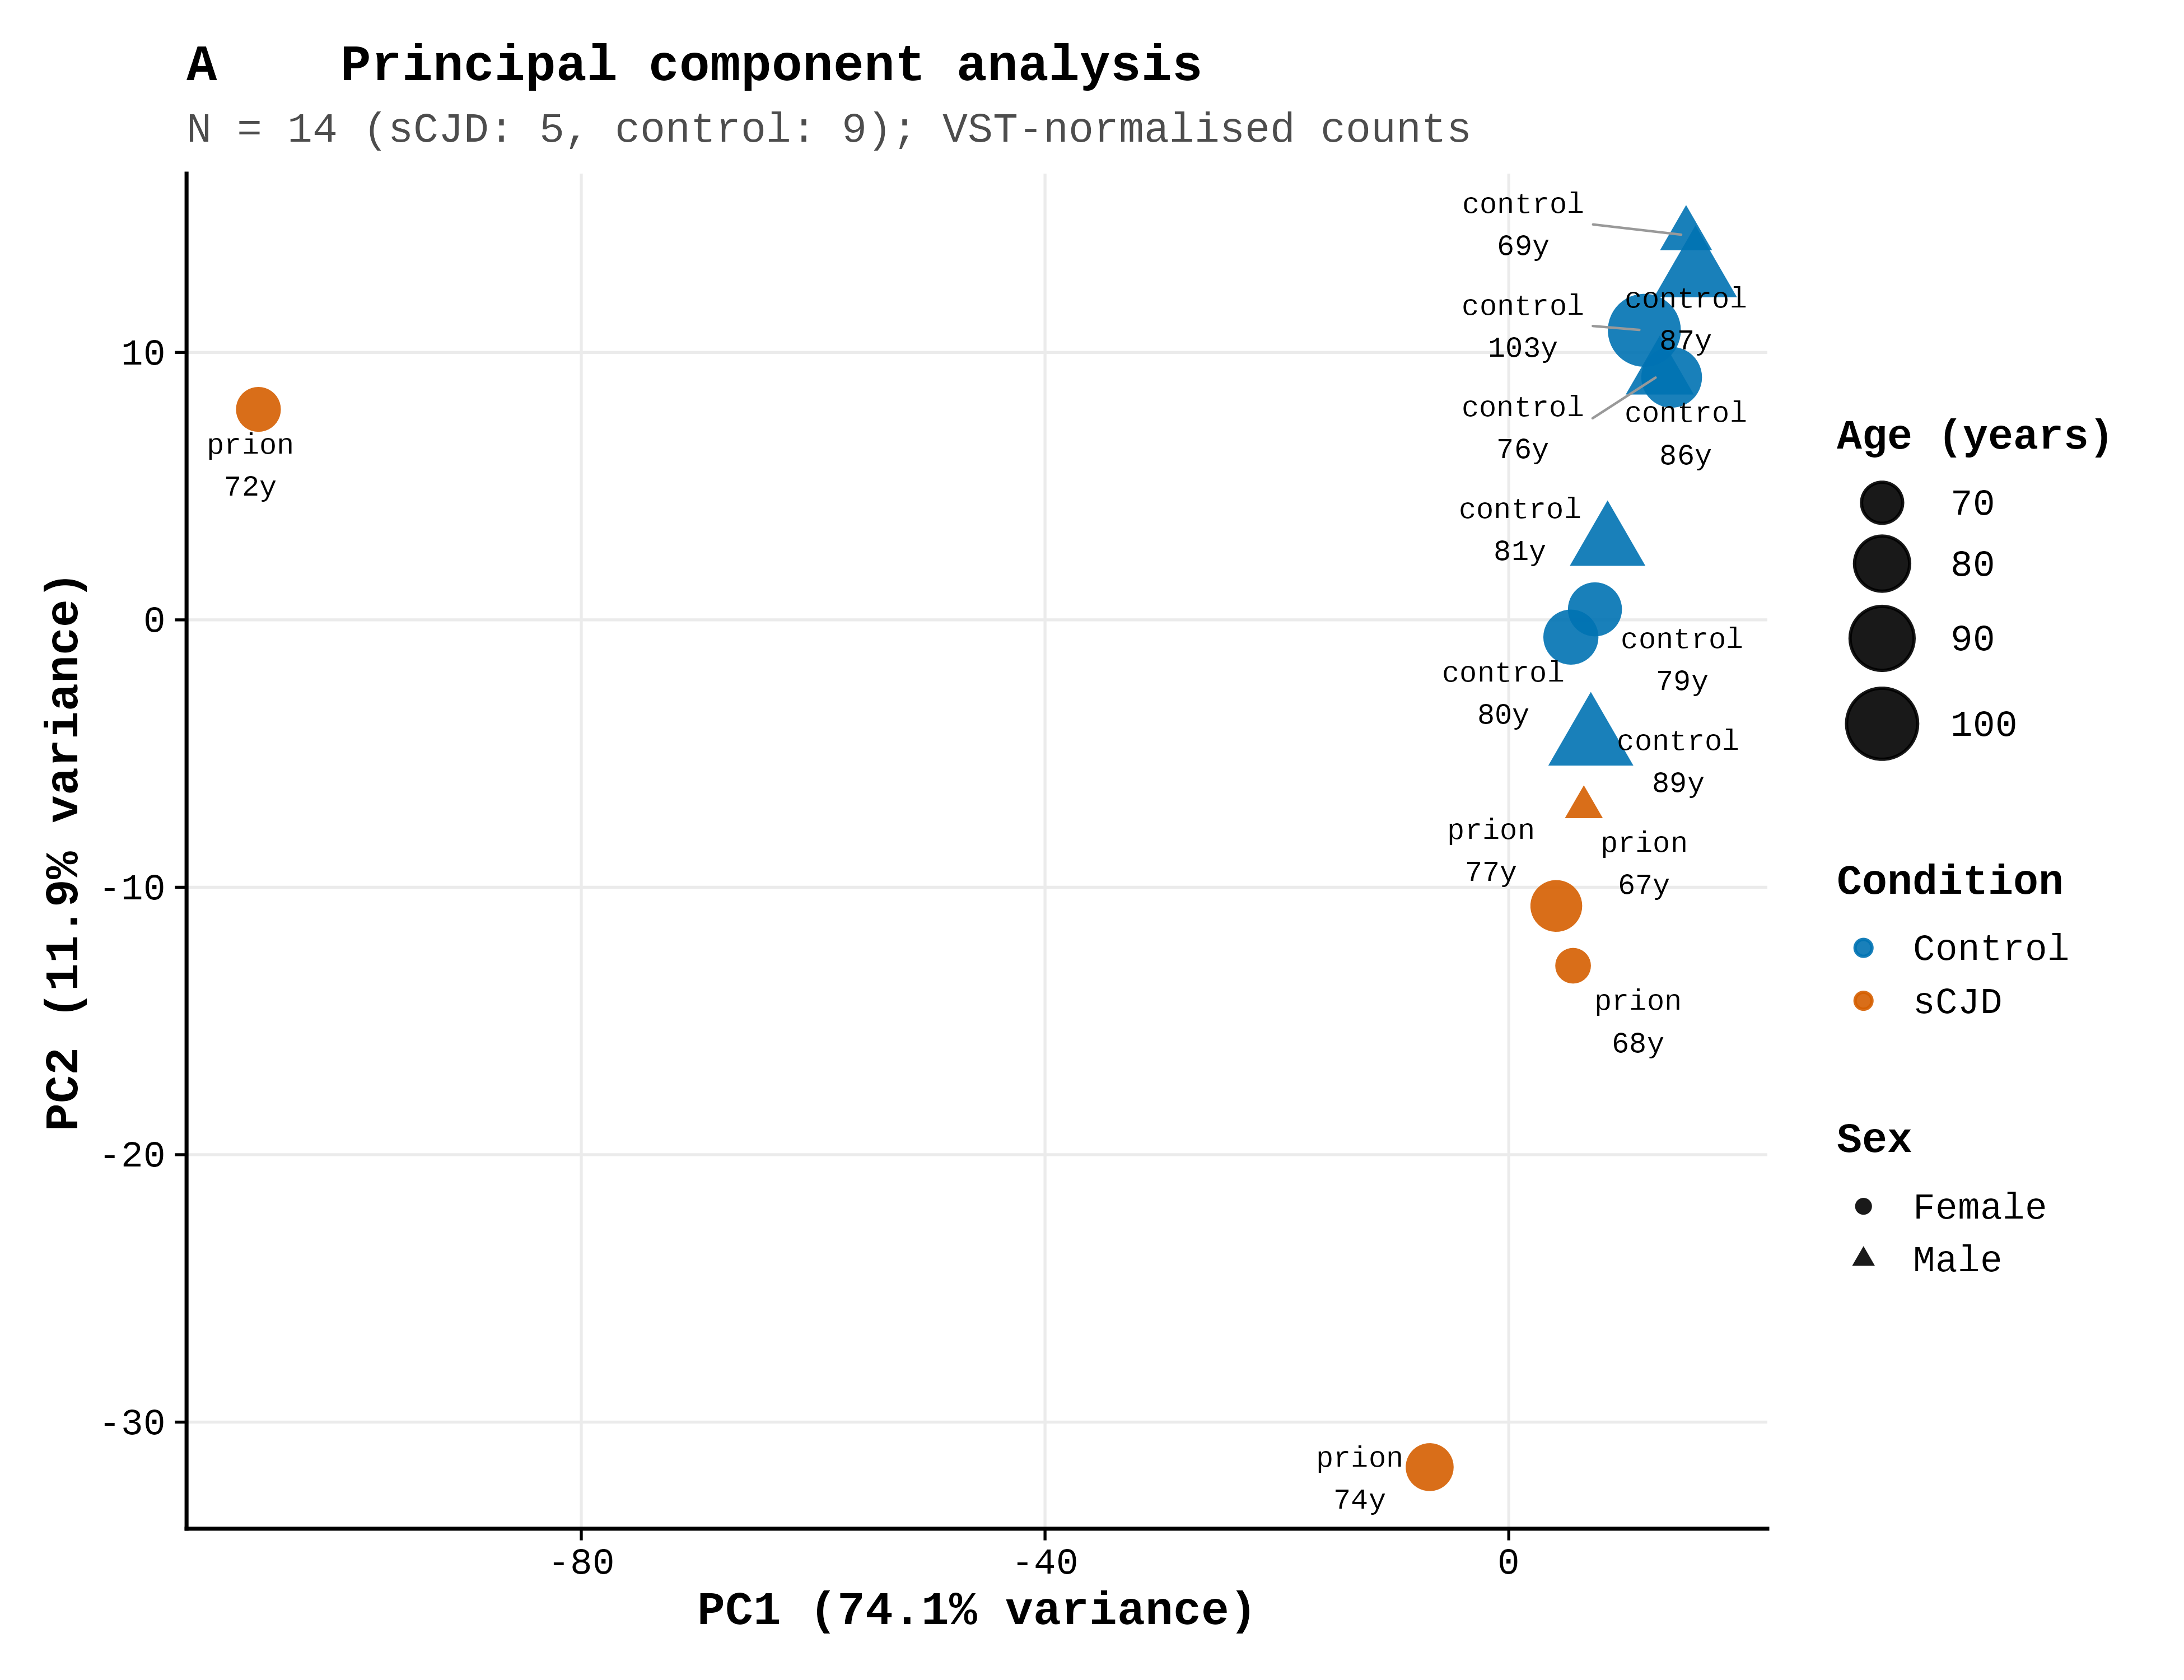 A Principal component analysis
N = 14 (sCJD: 5, control: 9); VST-normalised counts
PC2 (11.9% variance)
10
0
-10
-20
-30
control
69y
control
87y
control
103y
control
76y
control
86y
prion
72y
control
81y
control
79y
control
80y
control
89y
prion
77y
prion
67y
prion
68y
prion
74y
-80
-40
0
PC1 (74.1% variance)
Age (years)
70
80
90
100
Condition
Control
sCJD
Sex
Female
Male